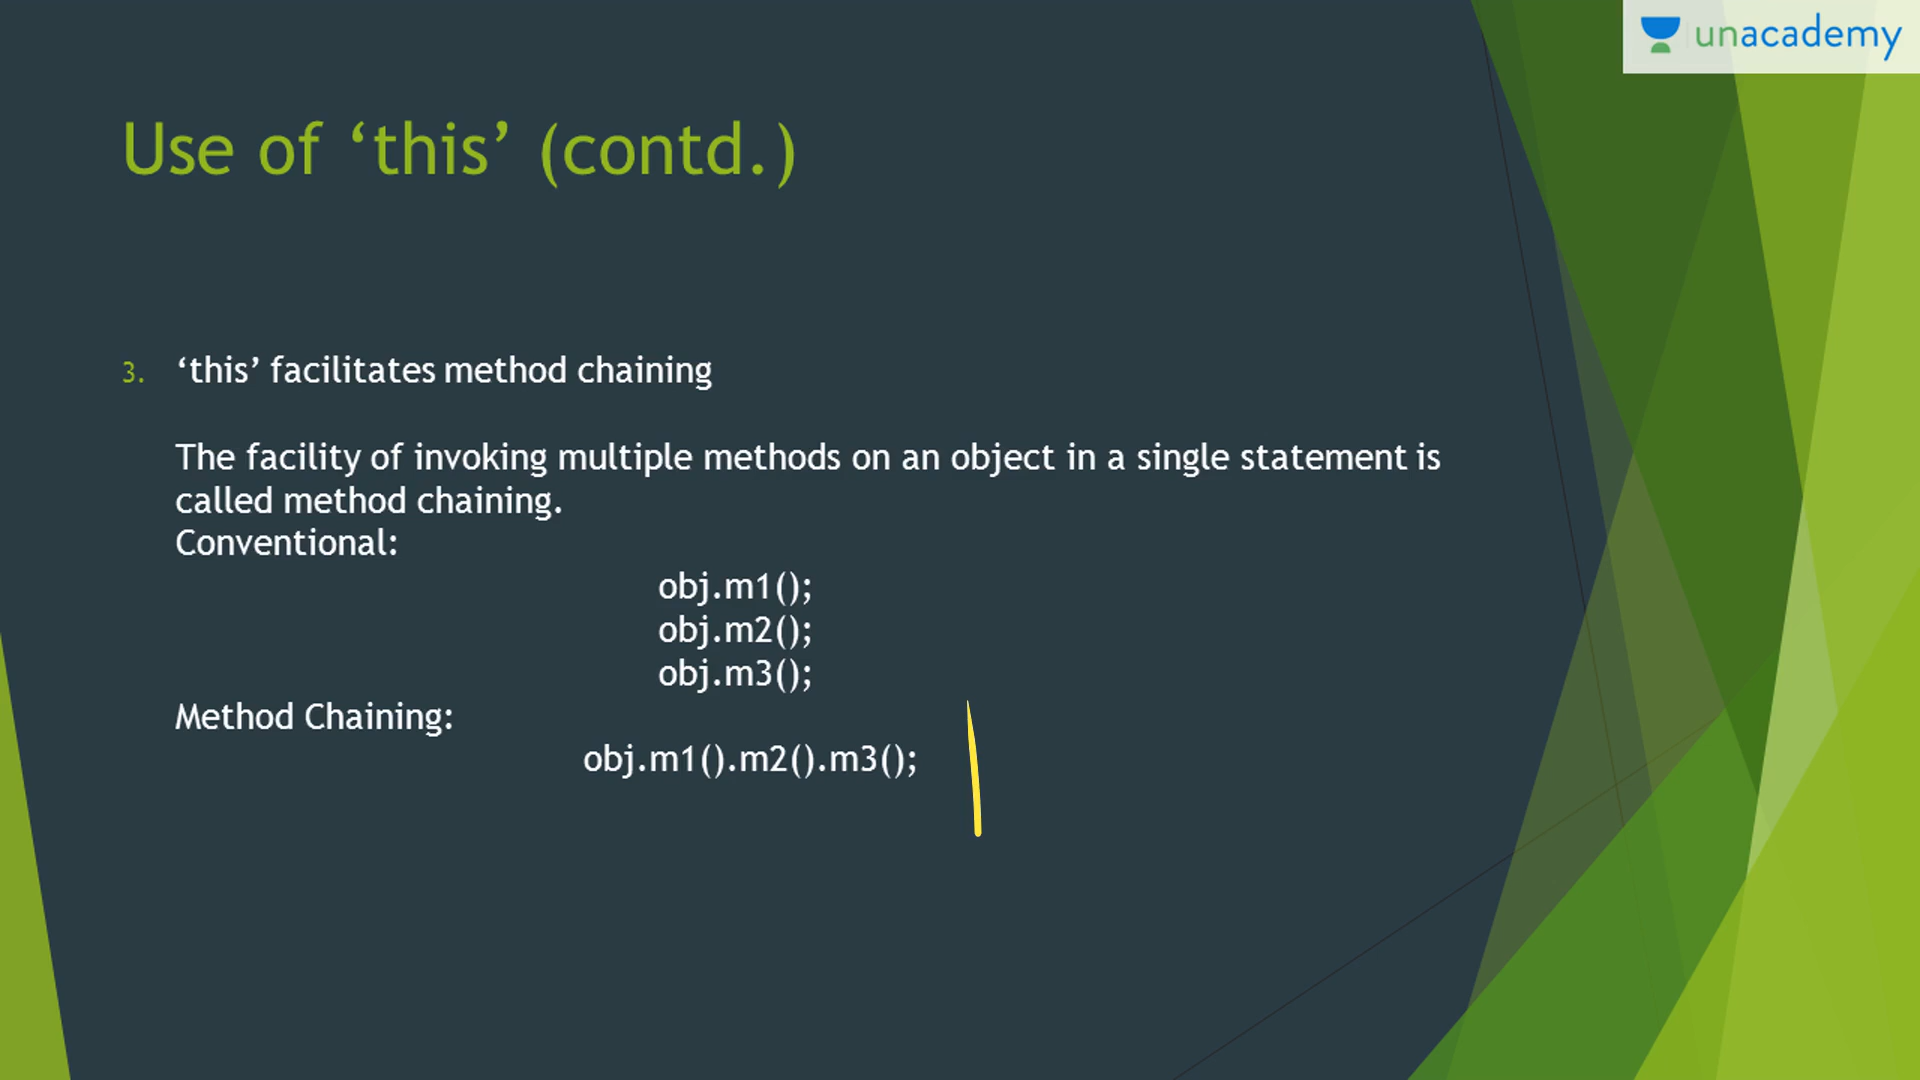 unacademy
Use of ‘this’ (contd.)
3. ‘this’ facilitates method chaining
The facility of invoking multiple methods on an object in a single statement is
called method chaining.
Conventional:
obj.m1();
obj.m2();
obj.m3();
Method Chaining:
obj.m1().m2().m3();